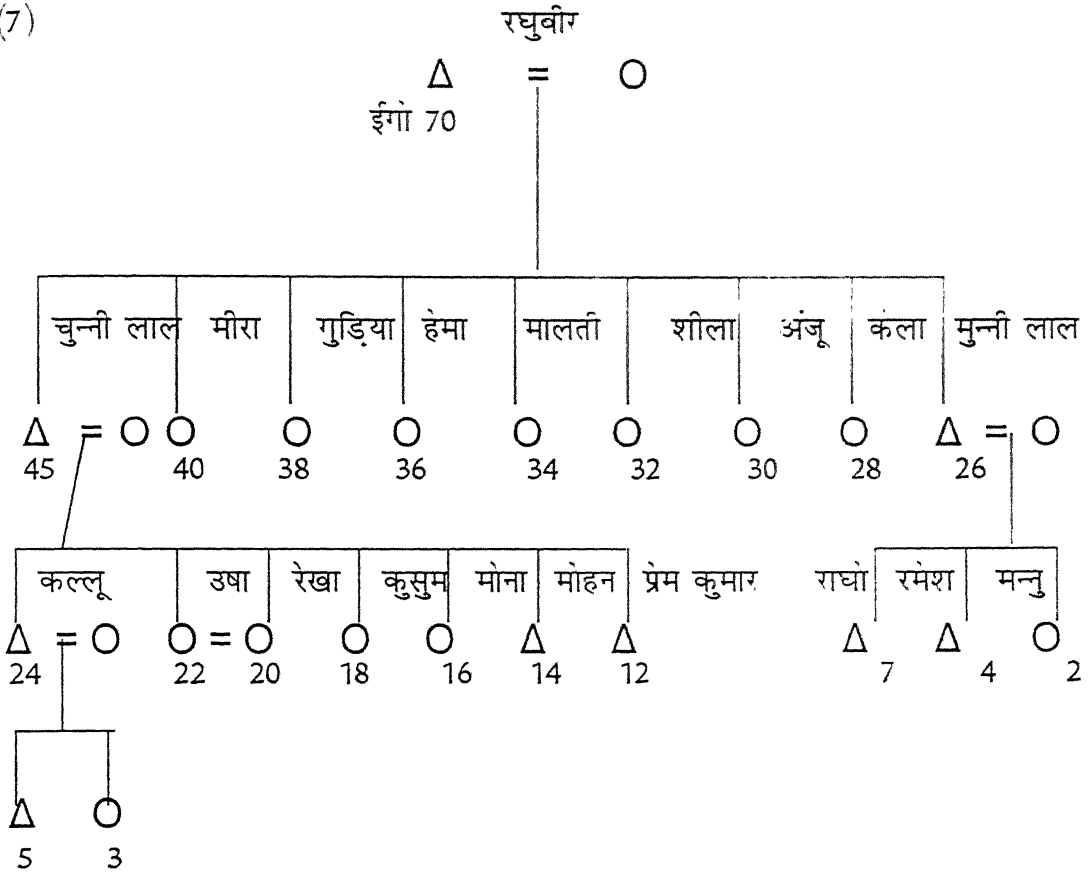 (7)
रघुबीर
Δ = O
ईगो 70
चुन्नी लाल मीरा गुड़िया हेमा मालती शीला अंजू कला मुन्नी लाल
Δ = O O O O O O O O Δ = O
45 40 38 36 34 32 30 28 26
कल्लू उषा रेखा कुसुम मोना मोहन प्रेम कुमार राघो रमेश मन्नु
Δ = O O = O O O Δ Δ Δ Δ O
24 22 20 18 16 14 12 7 4 2
Δ O
5 3